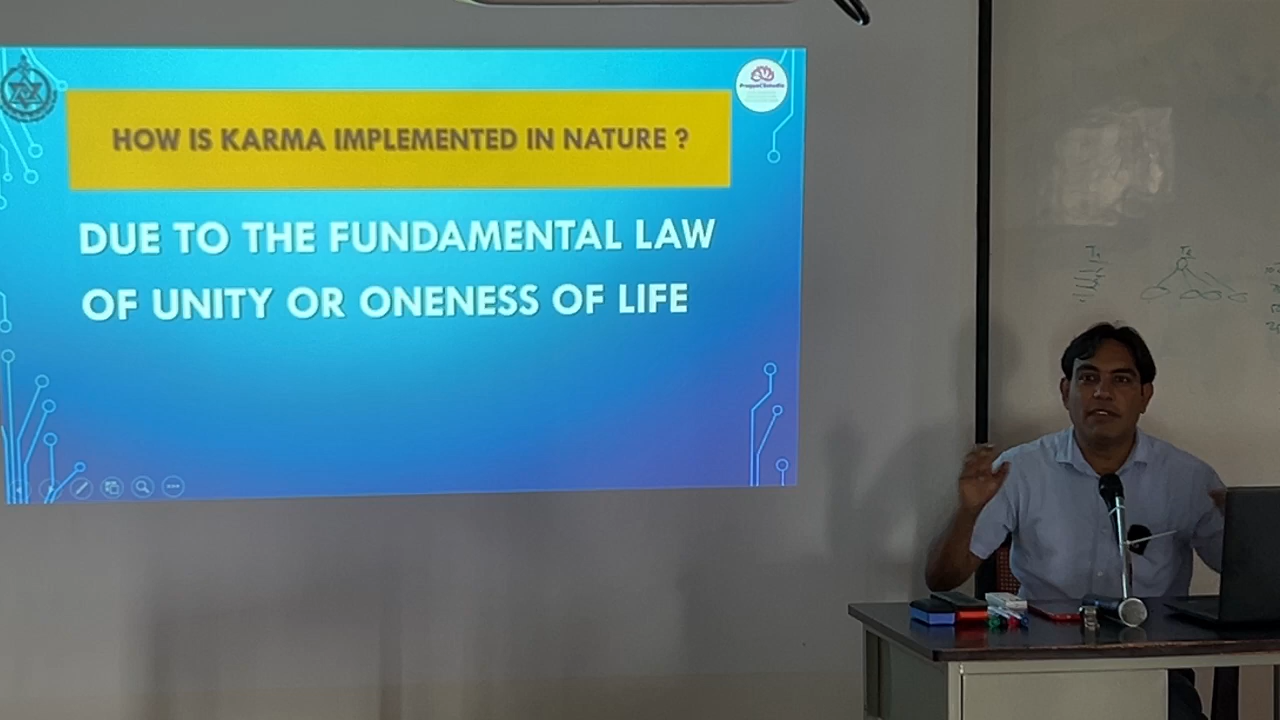 HOW IS KARMA IMPLEMENTED IN NATURE ?
DUE TO THE FUNDAMENTAL LAW
OF UNITY OR ONENESS OF LIFE